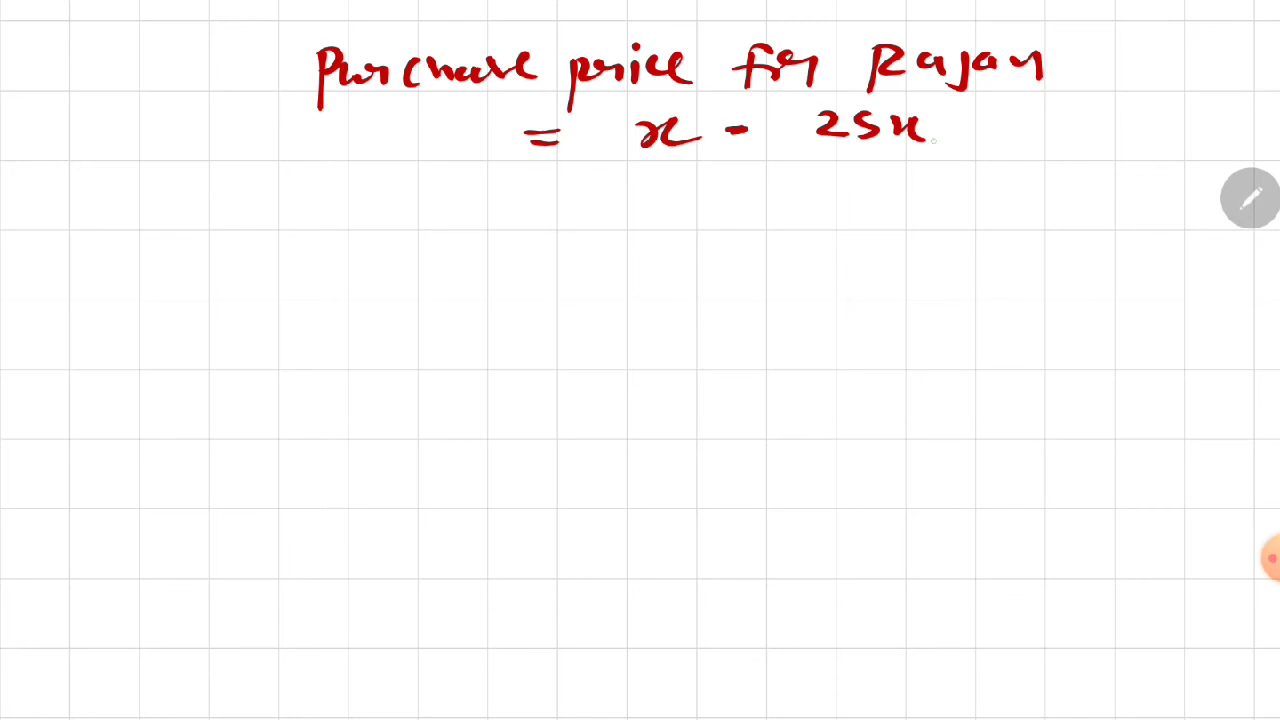 Purchase price for Rajan
= x - 25x